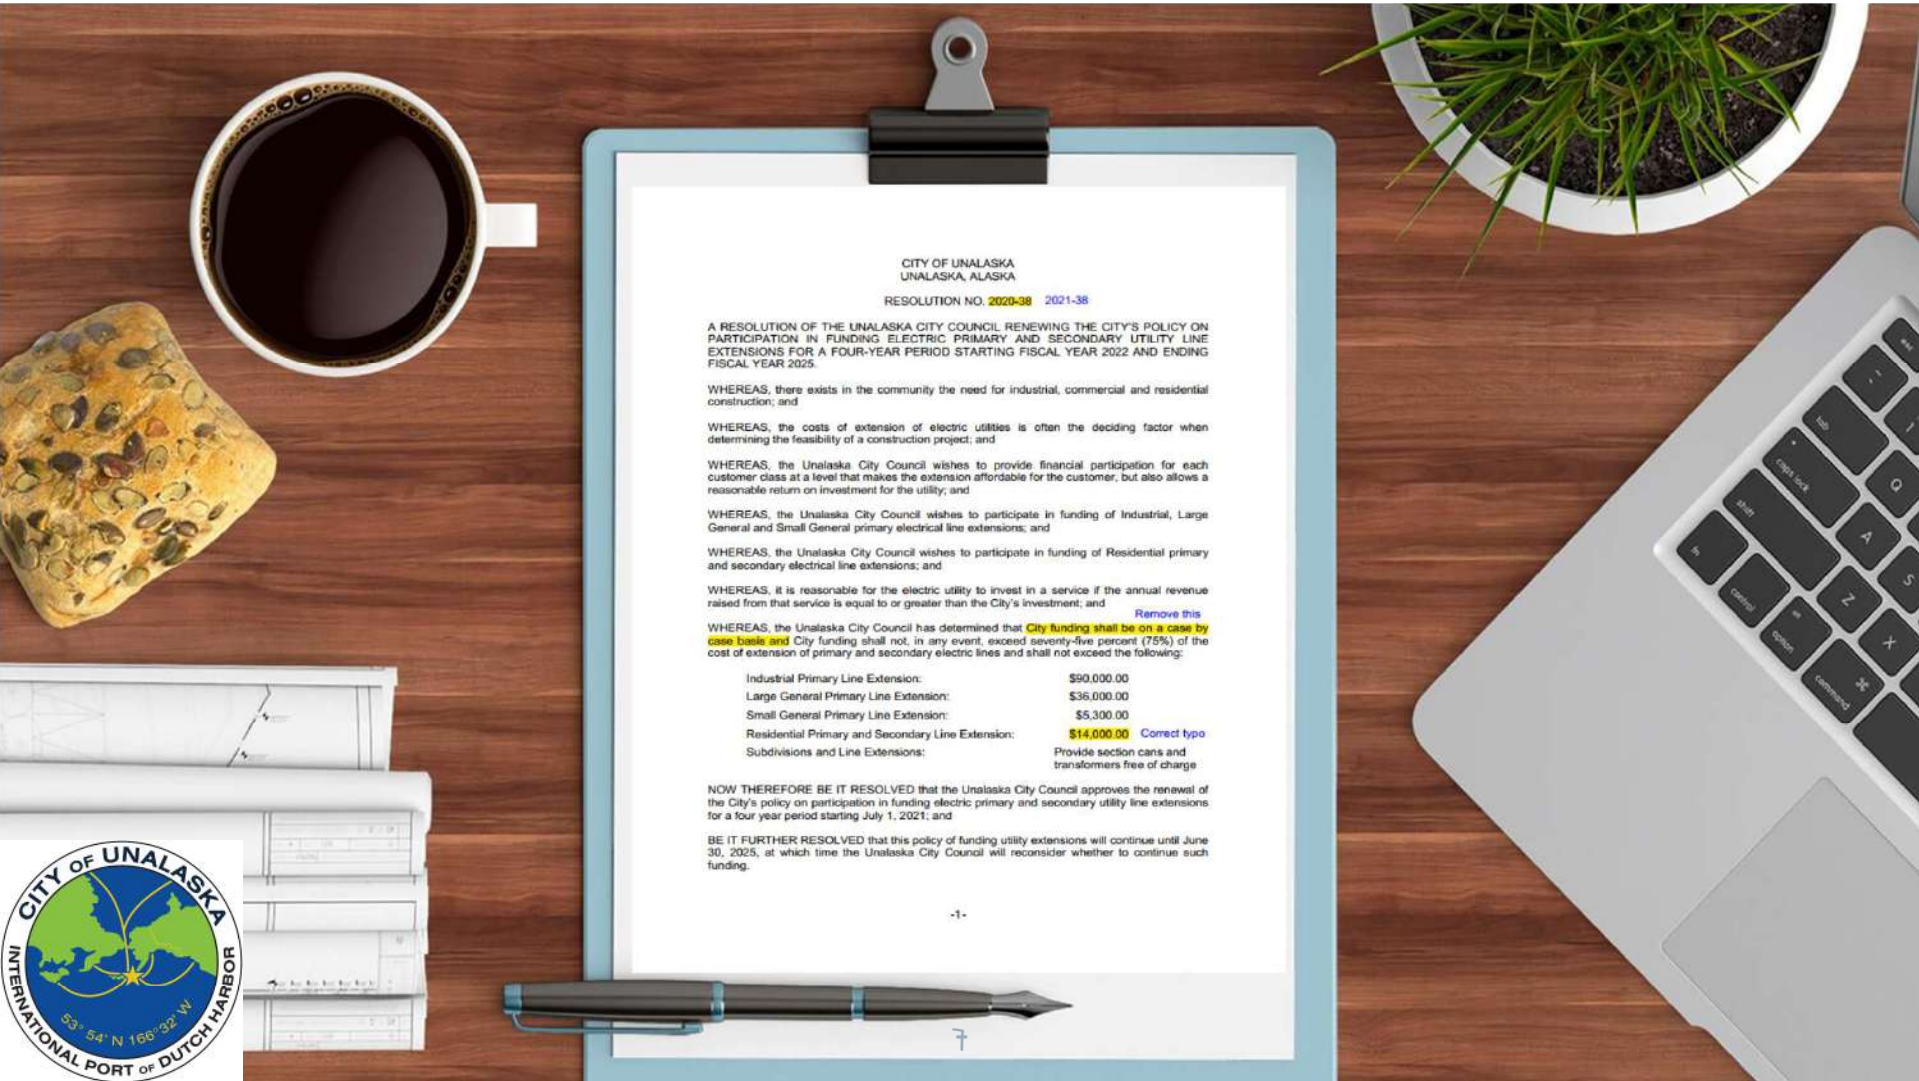 CITY OF UNALASKA
UNALASKA, ALASKA
RESOLUTION NO. 2020-38 2021-38
A RESOLUTION OF THE UNALASKA CITY COUNCIL RENEWING THE CITY'S POLICY ON
PARTICIPATION IN FUNDING ELECTRIC PRIMARY AND SECONDARY UTILITY LINE
EXTENSIONS FOR A FOUR-YEAR PERIOD STARTING FISCAL YEAR 2022 AND ENDING
FISCAL YEAR 2025.
WHEREAS, there exists in the community the need for industrial, commercial and residential
construction; and
WHEREAS, the costs of extension of electric utilities is often the deciding factor when
determining the feasibility of a construction project; and
WHEREAS, the Unalaska City Council wishes to provide financial participation for each
customer class at a level that makes the extension affordable for the customer, but also allows a
reasonable return on investment for the utility; and
WHEREAS, the Unalaska City Council wishes to participate in funding of Industrial, Large
General and Small General primary electrical line extensions; and
WHEREAS, the Unalaska City Council wishes to participate in funding of Residential primary
and secondary electrical line extensions; and
WHEREAS, it is reasonable for the electric utility to invest in a service if the annual revenue
raised from that service is equal to or greater than the City's investment; and
Remove this
WHEREAS, the Unalaska City Council has determined that City funding shall be on a case by
case basis and City funding shall not, in any event, exceed seventy-five percent (75%) of the
cost of extension of primary and secondary electric lines and shall not exceed the following:
Industrial Primary Line Extension: $90,000.00
Large General Primary Line Extension: $36,000.00
Small General Primary Line Extension: $5,300.00
Residential Primary and Secondary Line Extension: $14,000.00 Correct typo
Subdivisions and Line Extensions: Provide section cans and
transformers free of charge
NOW THEREFORE BE IT RESOLVED that the Unalaska City Council approves the renewal of
the City's policy on participation in funding electric primary and secondary utility line extensions
for a four year period starting July 1, 2021; and
BE IT FURTHER RESOLVED that this policy of funding utility extensions will continue until June
30, 2025, at which time the Unalaska City Council will reconsider whether to continue such
funding.
-1-
7
CITY OF UNALASKA
INTERNATIONAL PORT OF DUTCH HARBOR
53° 54' N 166° 32' W
esc
tab
Q
caps lock
A
S
shift
Z
X
fn
control
option
command